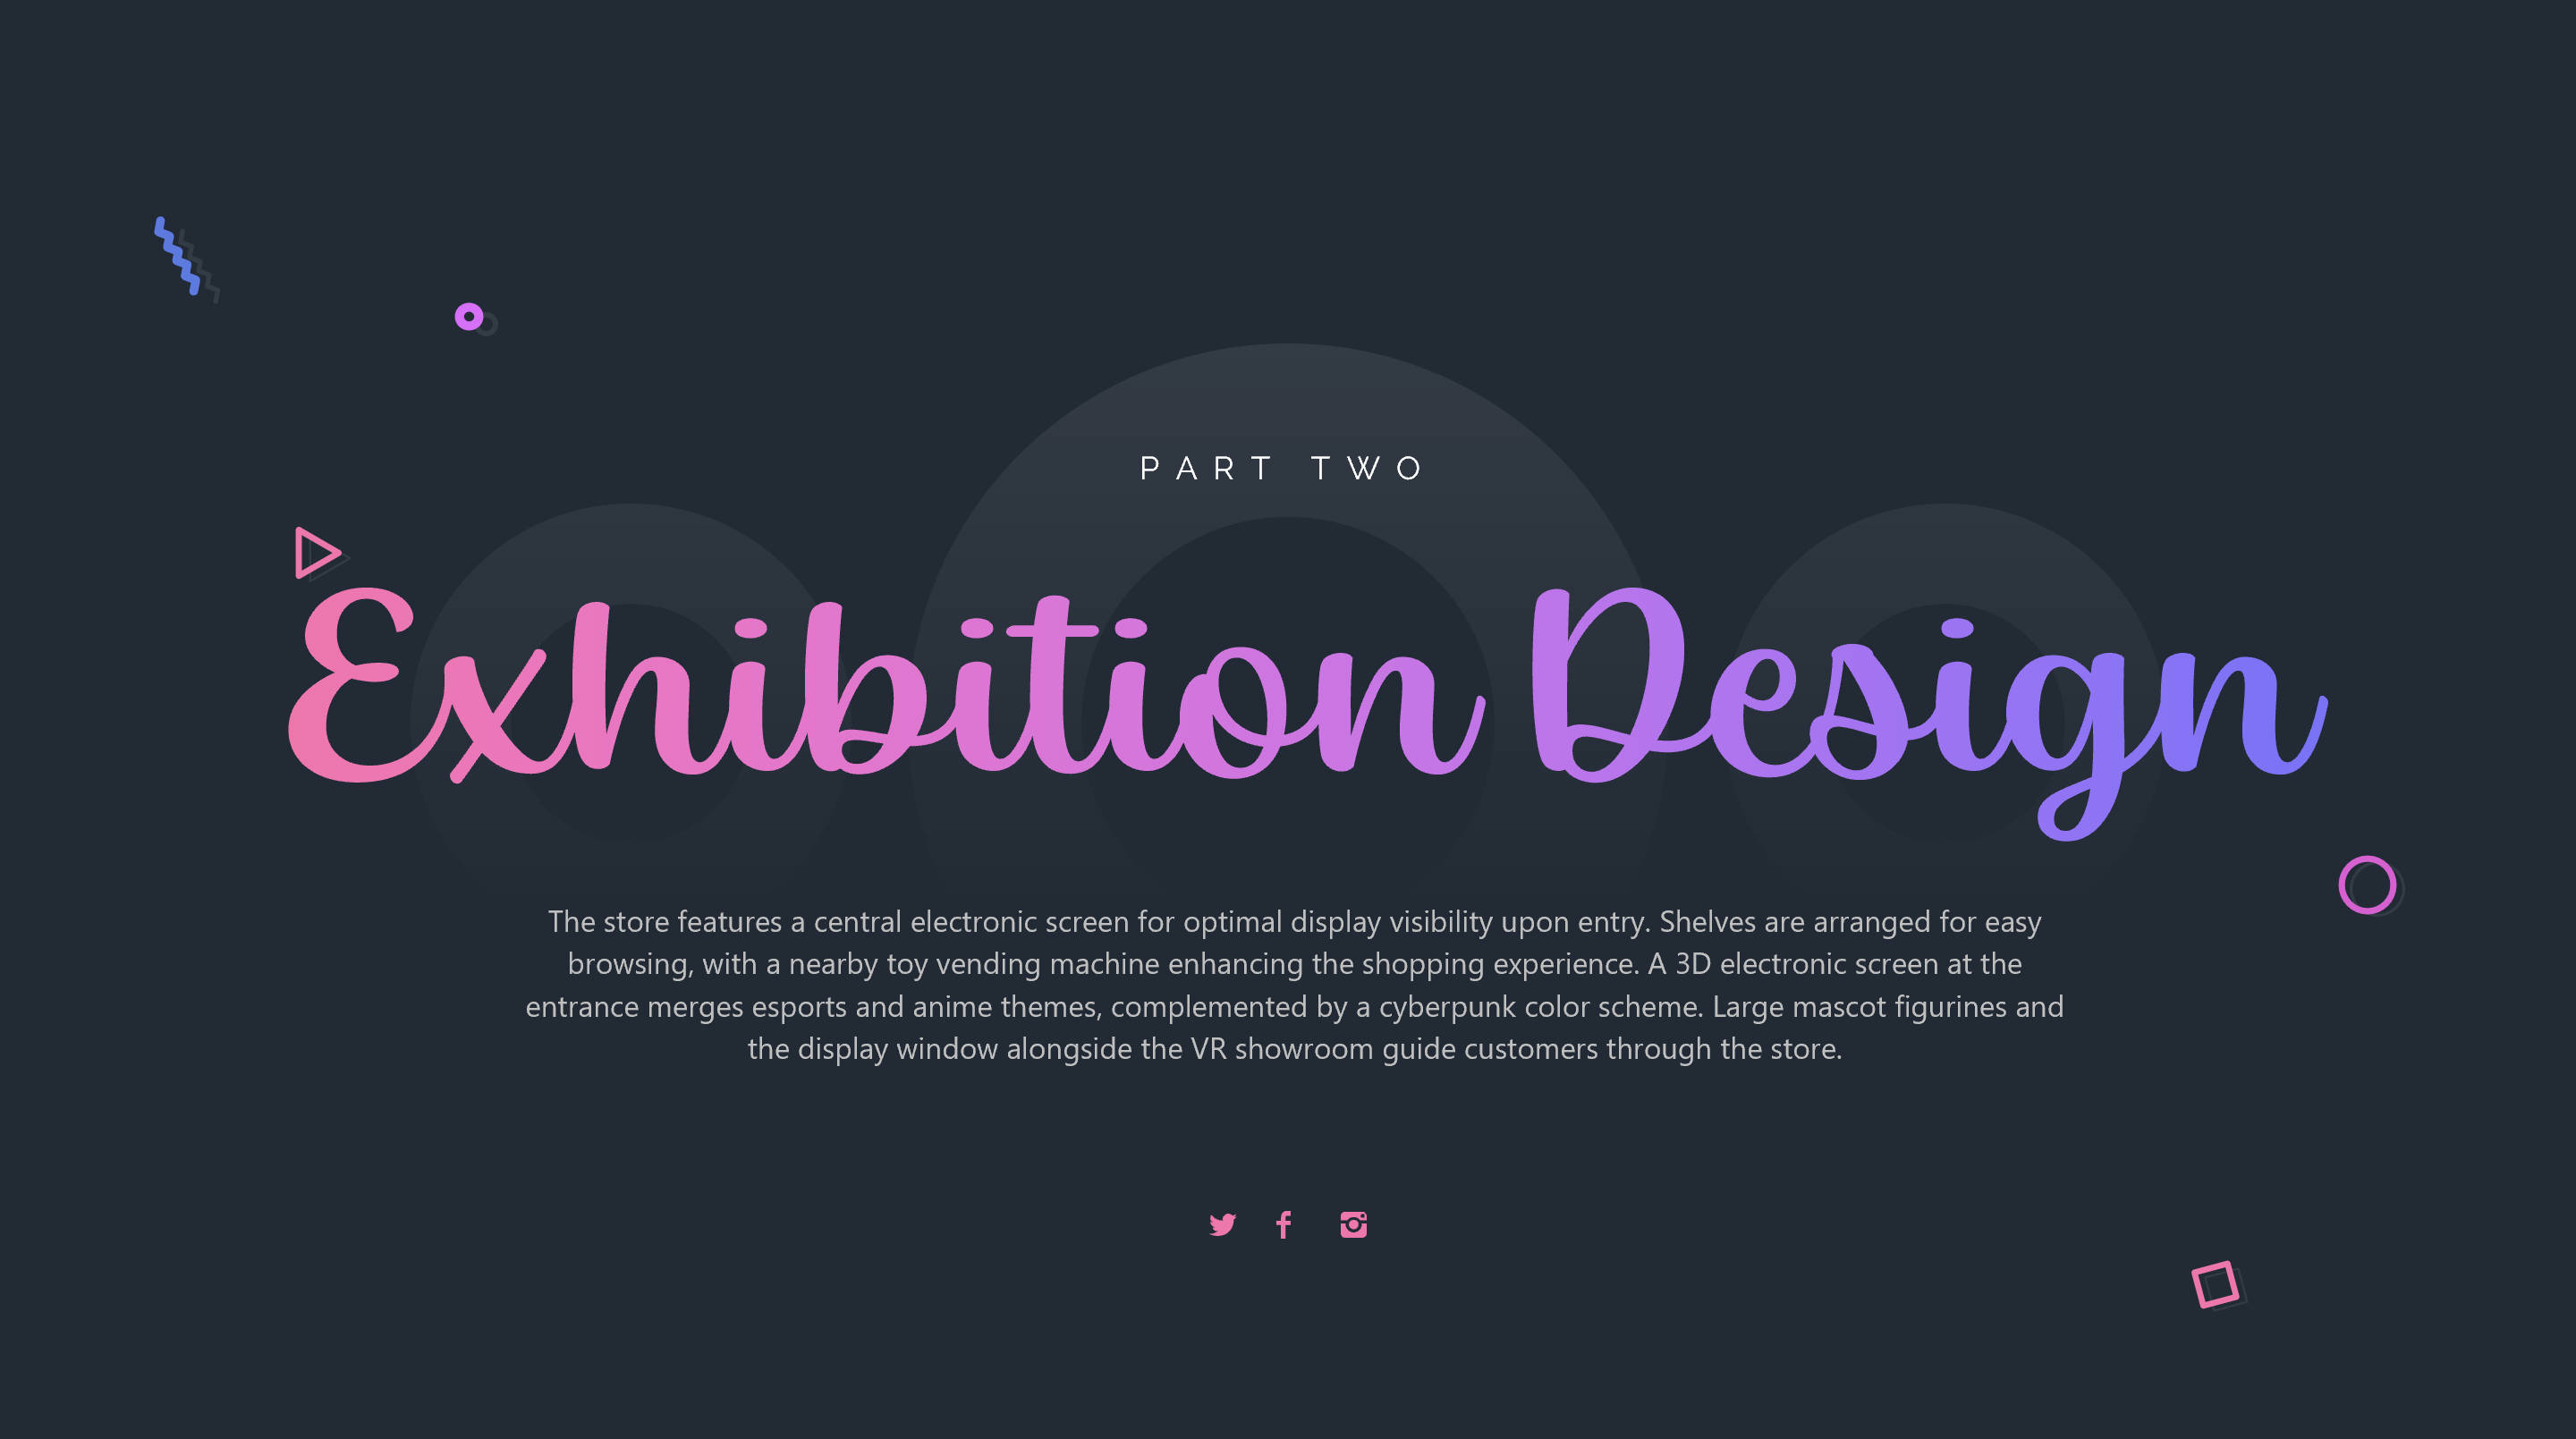 PART TWO
Exhibition Design
The store features a central electronic screen for optimal display visibility upon entry. Shelves are arranged for easy
browsing, with a nearby toy vending machine enhancing the shopping experience. A 3D electronic screen at the
entrance merges esports and anime themes, complemented by a cyberpunk color scheme. Large mascot figurines and
the display window alongside the VR showroom guide customers through the store.